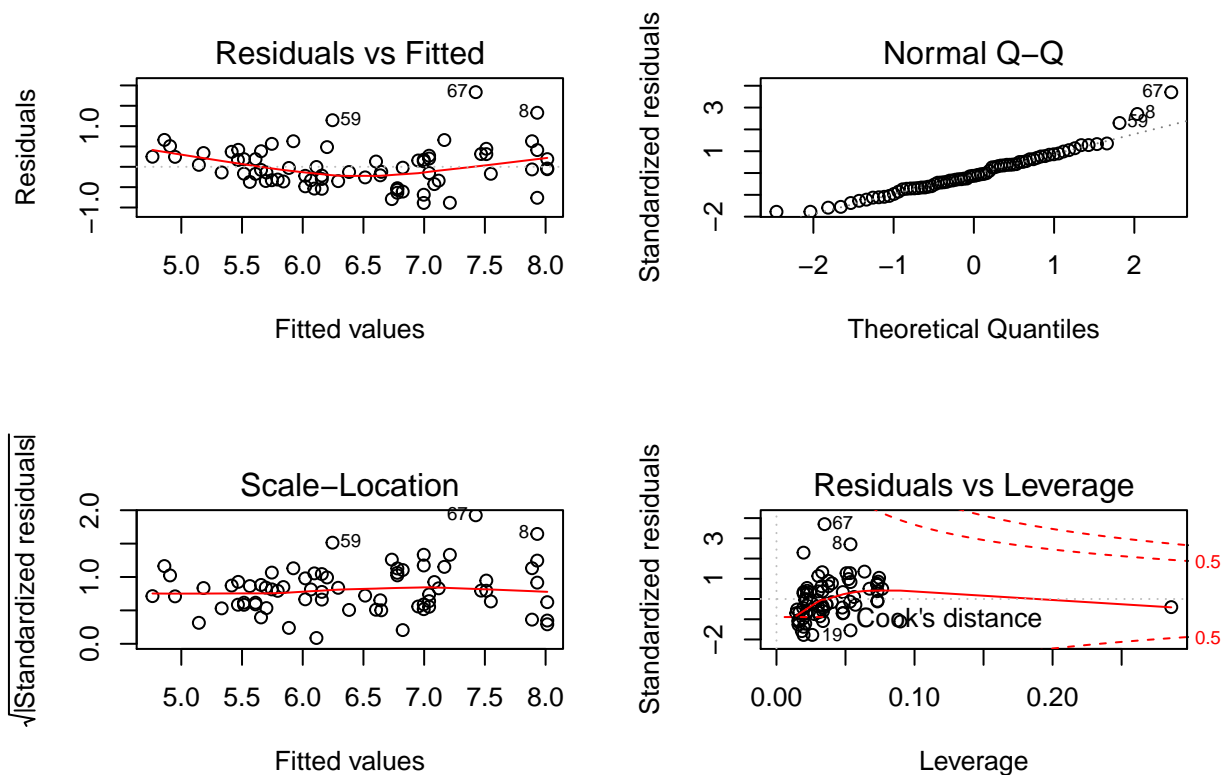 Residuals vs Fitted
Residuals
−1.0 1.0
67
8
59
5.0 5.5 6.0 6.5 7.0 7.5 8.0
Fitted values
Normal Q−Q
Standardized residuals
−2 1 3
67
8
59
−2 −1 0 1 2
Theoretical Quantiles
Scale−Location
√|Standardized residuals|
0.0 1.0 2.0
67
8
59
5.0 5.5 6.0 6.5 7.0 7.5 8.0
Fitted values
Residuals vs Leverage
Standardized residuals
−2 1 3
67
8
0.5
Cook's distance
19
0.5
0.00 0.10 0.20
Leverage